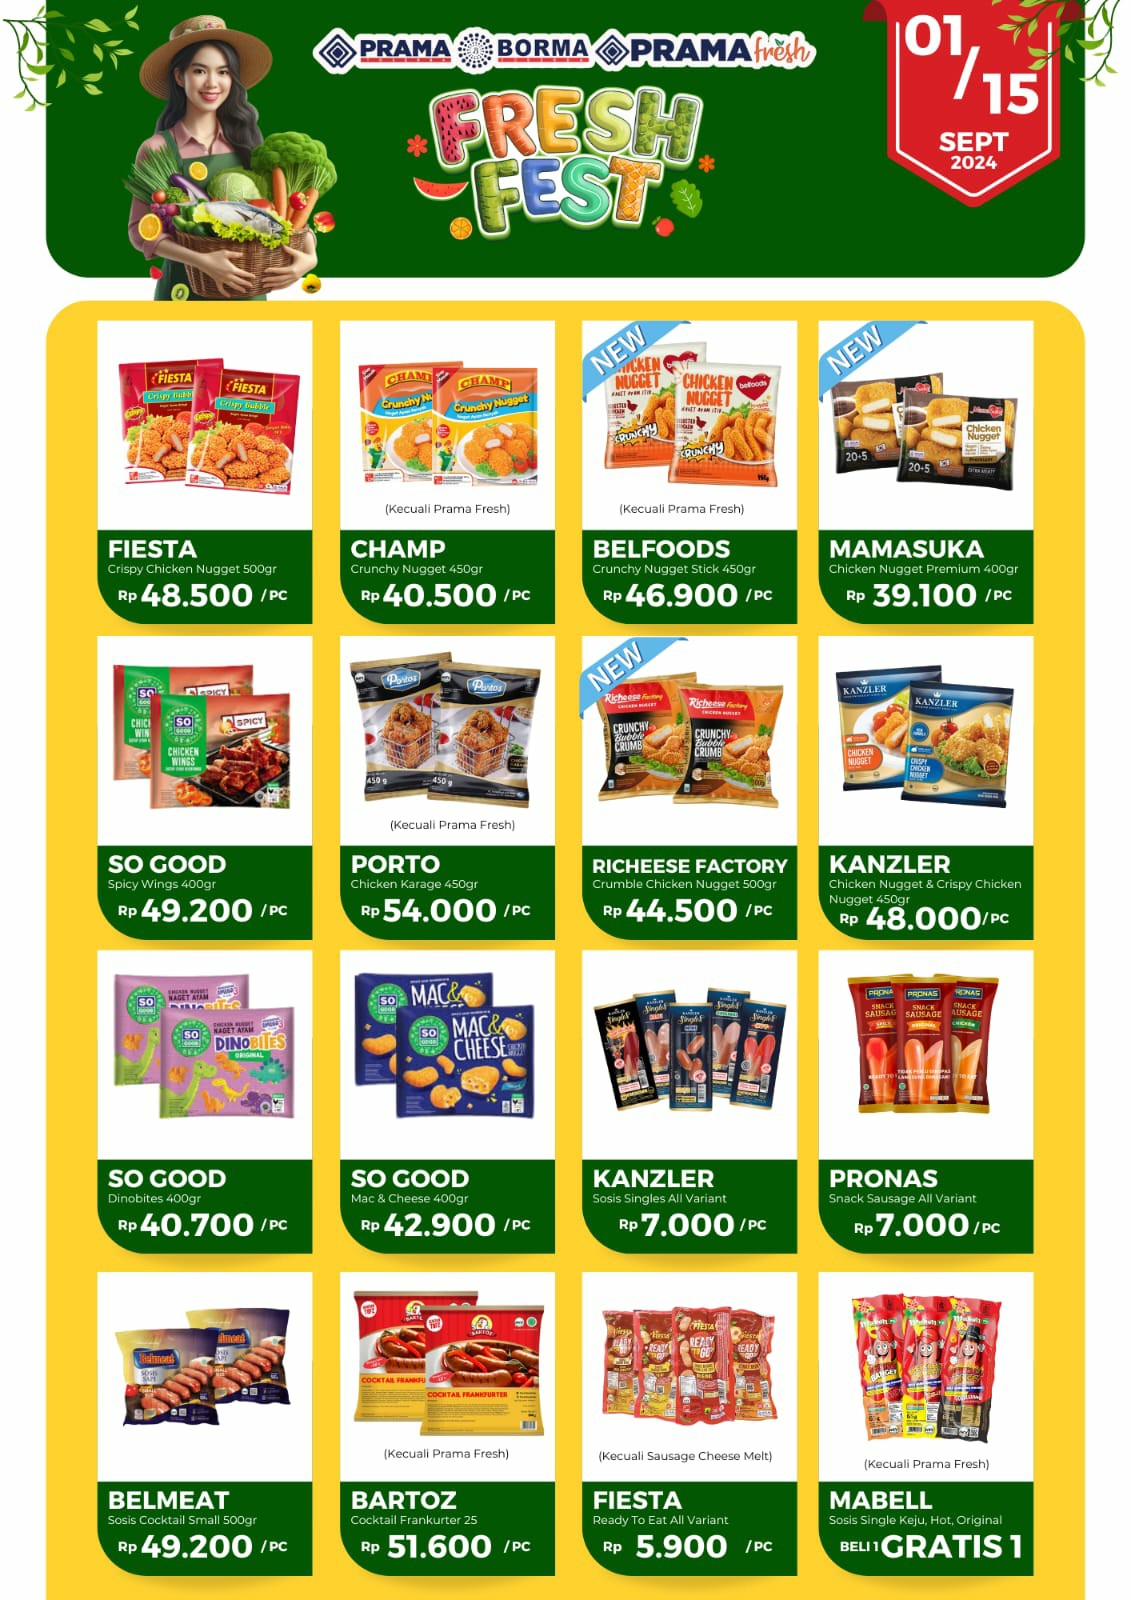 PRAMA BORMA PRAMA fresh
FRESH
FEST
01/15
SEPT
2024
(Kecuali Prama Fresh)
NEW
(Kecuali Prama Fresh)
NEW
FIESTA
Crispy Chicken Nugget 500gr
Rp 48.500 /PC
CHAMP
Crunchy Nugget 450gr
Rp 40.500 /PC
BELFOODS
Crunchy Nugget Stick 450gr
Rp 46.900 /PC
MAMASUKA
Chicken Nugget Premium 400gr
Rp 39.100 /PC
(Kecuali Prama Fresh)
NEW
SO GOOD
Spicy Wings 400gr
Rp 49.200 /PC
PORTO
Chicken Karage 450gr
Rp 54.000 /PC
RICHEESE FACTORY
Crumble Chicken Nugget 500gr
Rp 44.500 /PC
KANZLER
Chicken Nugget & Crispy Chicken
Nugget 450gr
Rp 48.000/PC
SO GOOD
Dinobites 400gr
Rp 40.700 /PC
SO GOOD
Mac & Cheese 400gr
Rp 42.900 /PC
KANZLER
Sosis Singles All Variant
Rp 7.000 /PC
PRONAS
Snack Sausage All Variant
Rp 7.000 /PC
(Kecuali Prama Fresh)
(Kecuali Sausage Cheese Melt)
(Kecuali Prama Fresh)
BELMEAT
Sosis Cocktail Small 500gr
Rp 49.200 /PC
BARTOZ
Cocktail Frankurter 25
Rp 51.600 /PC
FIESTA
Ready To Eat All Variant
Rp 5.900 /PC
MABELL
Sosis Single Keju, Hot, Original
BELI 1 GRATIS 1